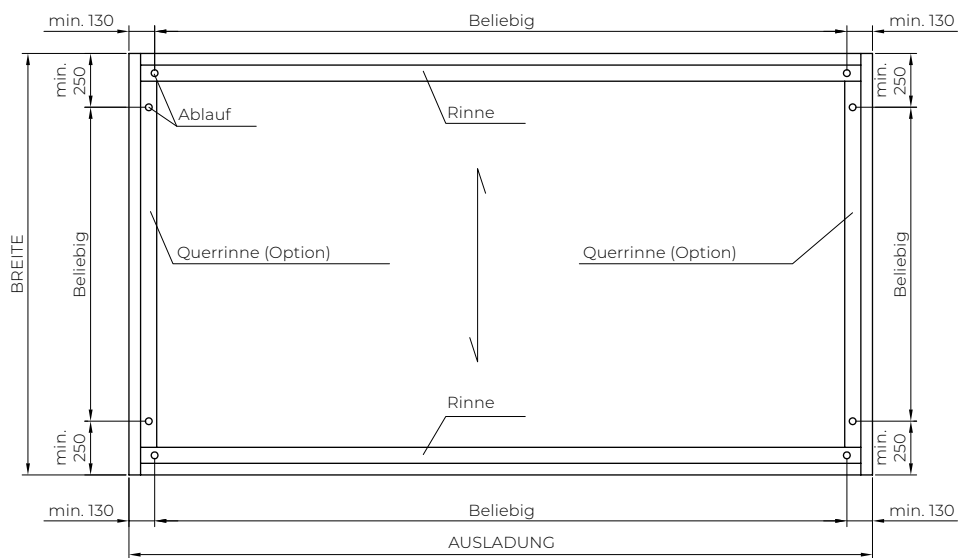 min. 130
Beliebig
min. 130
min.
250
min.
250
Ablauf
Rinne
BREITE
Beliebig
Querrinne (Option)
Querrinne (Option)
Beliebig
Rinne
min.
250
min.
250
min. 130
Beliebig
min. 130
AUSLADUNG